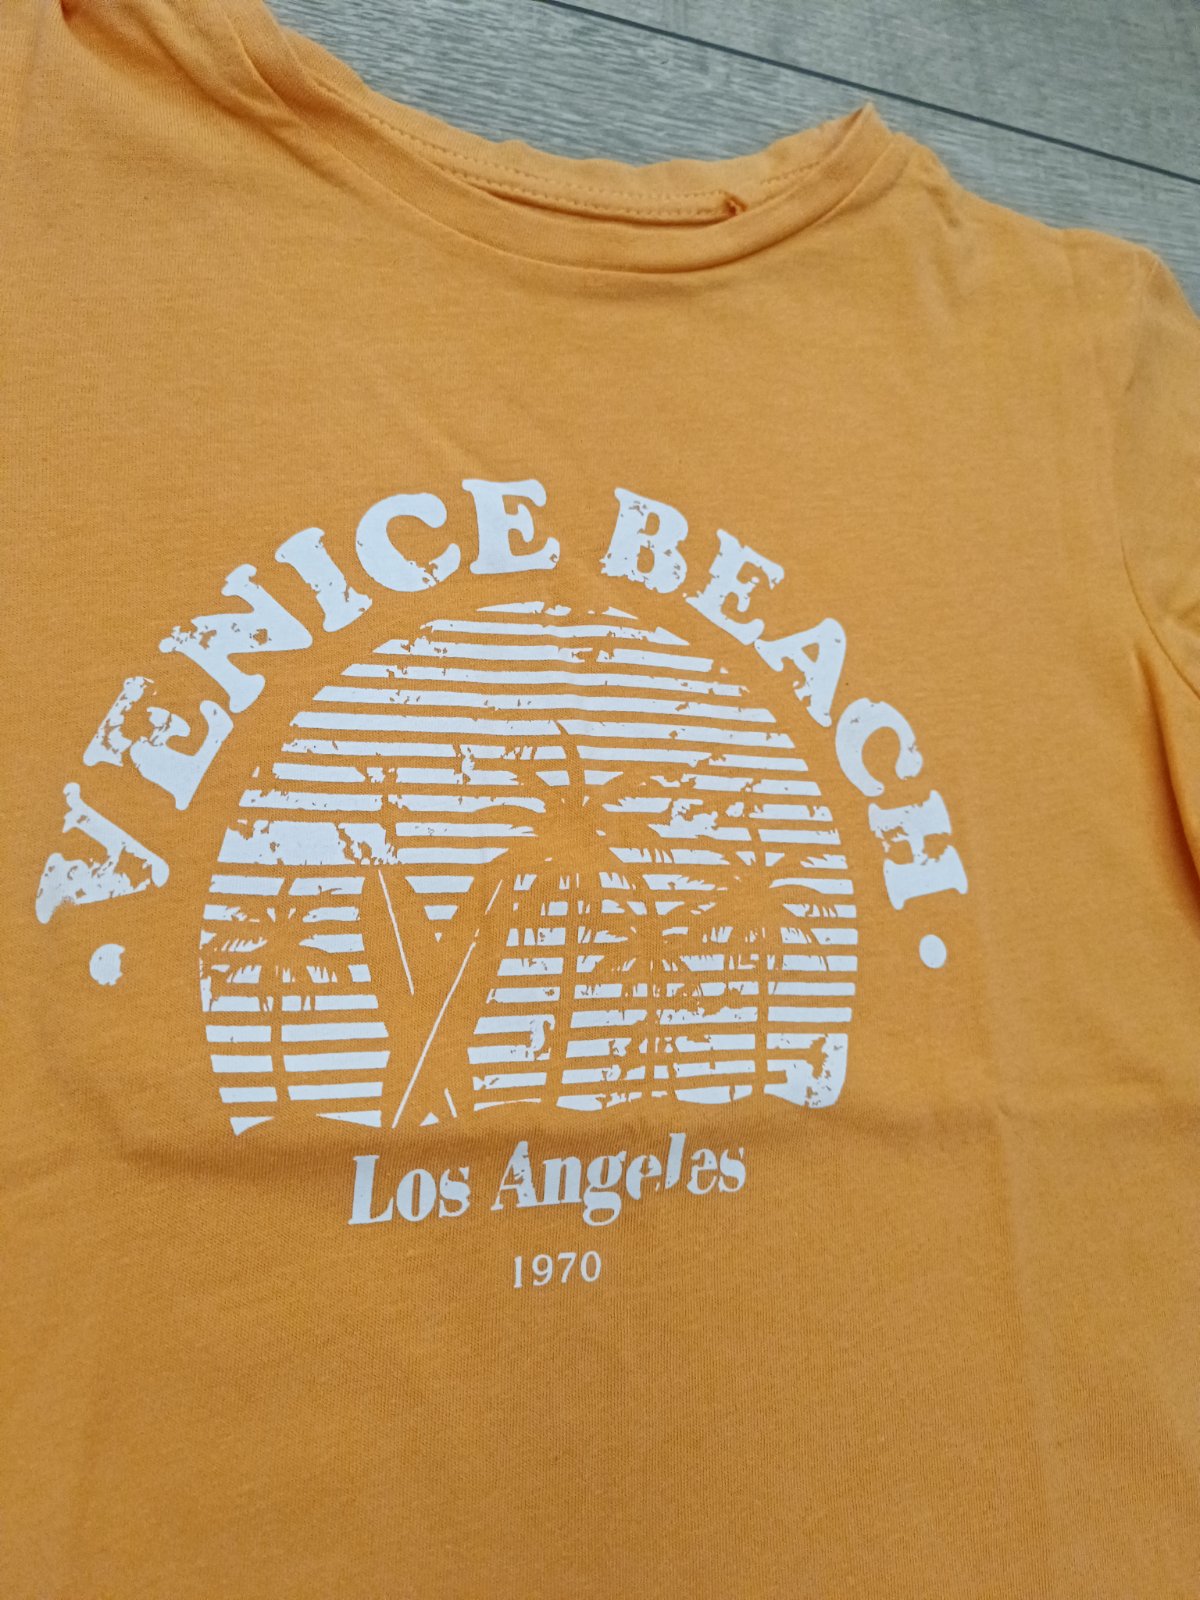 VENICE BEACH
Los Angeles
1970